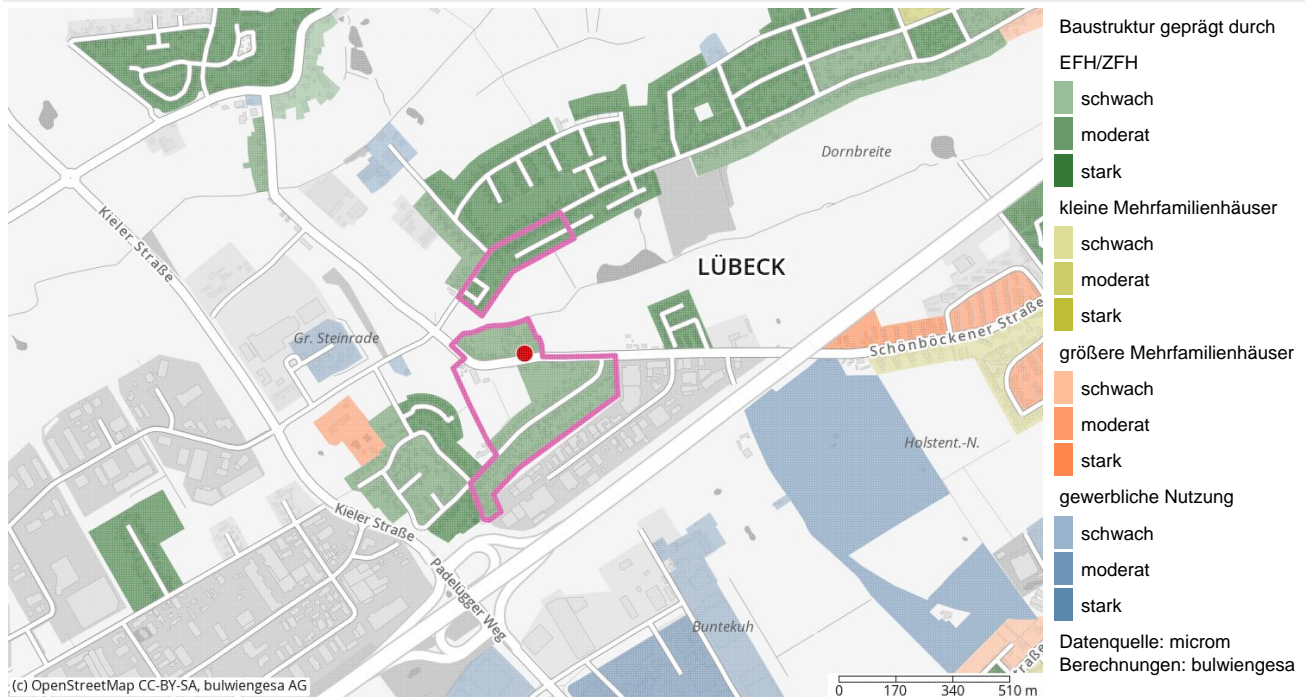 Kieler Straße
Gr. Steinrade
Kieler Straße
Padelügger Weg
LÜBECK
Dornbreite
Schönböckener Straße
Holstent.-N.
Buntekuh
raße
(c) OpenStreetMap CC-BY-SA, bulwiengesa AG
0 170 340 510 m
Baustruktur geprägt durch
EFH/ZFH
schwach
moderat
stark
kleine Mehrfamilienhäuser
schwach
moderat
stark
größere Mehrfamilienhäuser
schwach
moderat
stark
gewerbliche Nutzung
schwach
moderat
stark
Datenquelle: microm
Berechnungen: bulwiengesa